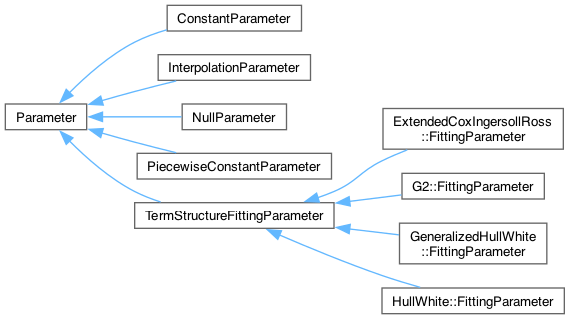 ConstantParameter
InterpolationParameter
Parameter
NullParameter
PiecewiseConstantParameter
TermStructureFittingParameter
ExtendedCoxIngersollRoss
::FittingParameter
G2::FittingParameter
GeneralizedHullWhite
::FittingParameter
HullWhite::FittingParameter